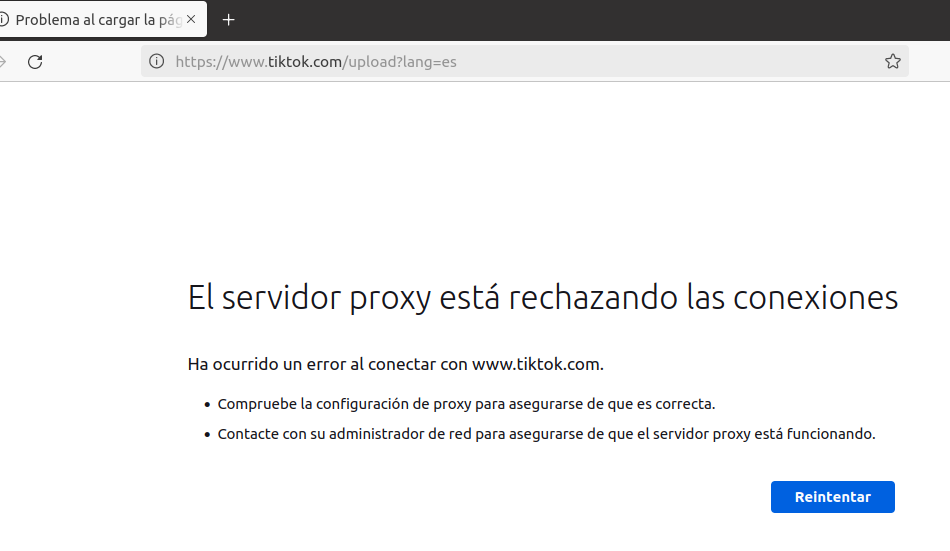 Problema al cargar la pág
https://www.tiktok.com/upload?lang=es
El servidor proxy está rechazando las conexiones
Ha ocurrido un error al conectar con www.tiktok.com.
• Compruebe la configuración de proxy para asegurarse de que es correcta.
• Contacte con su administrador de red para asegurarse de que el servidor proxy está funcionando.
Reintentar